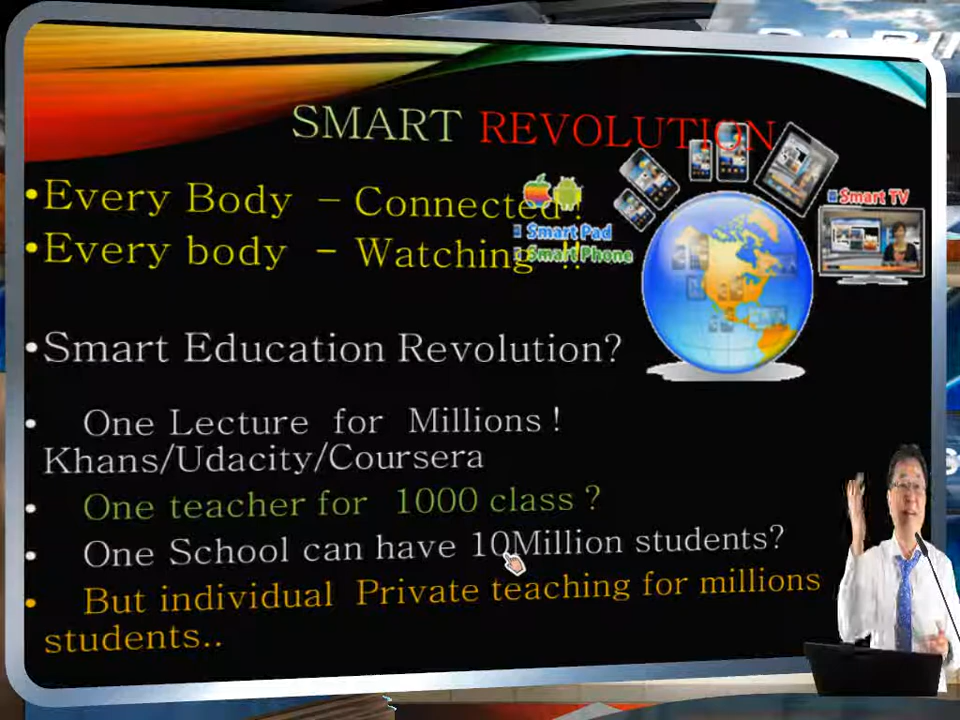 SMART REVOLUTION
•Every Body – Connected !
•Every body – Watching !!
Smart Pad
Smart Phone
Smart TV
•Smart Education Revolution?
• One Lecture for Millions !
Khans/Udacity/Coursera
• One teacher for 1000 class ?
• One School can have 10Million students?
• But individual Private teaching for millions
students..